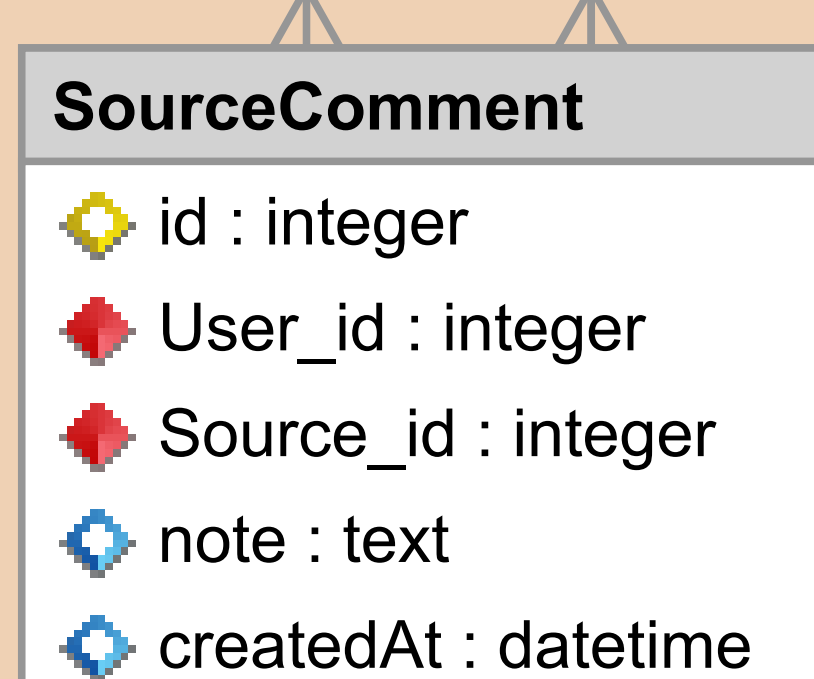 SourceComment
id : integer
User_id : integer
Source_id : integer
note : text
createdAt : datetime